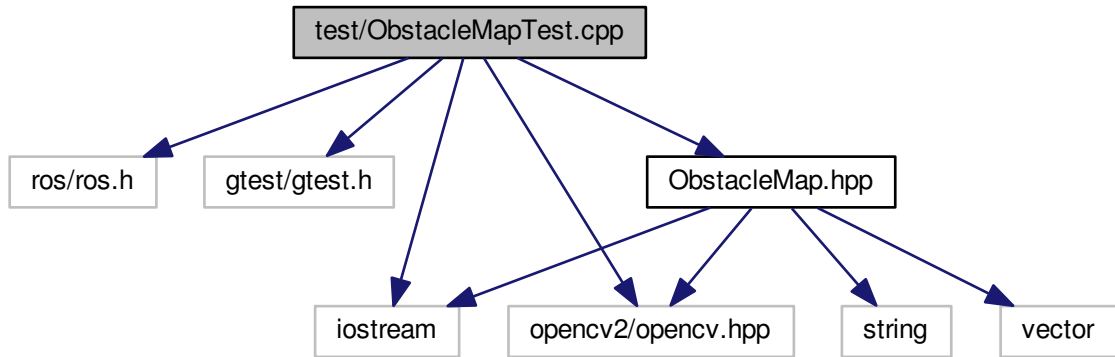 test/ObstacleMapTest.cpp
ros/ros.h
gtest/gtest.h
ObstacleMap.hpp
iostream
opencv2/opencv.hpp
string
vector